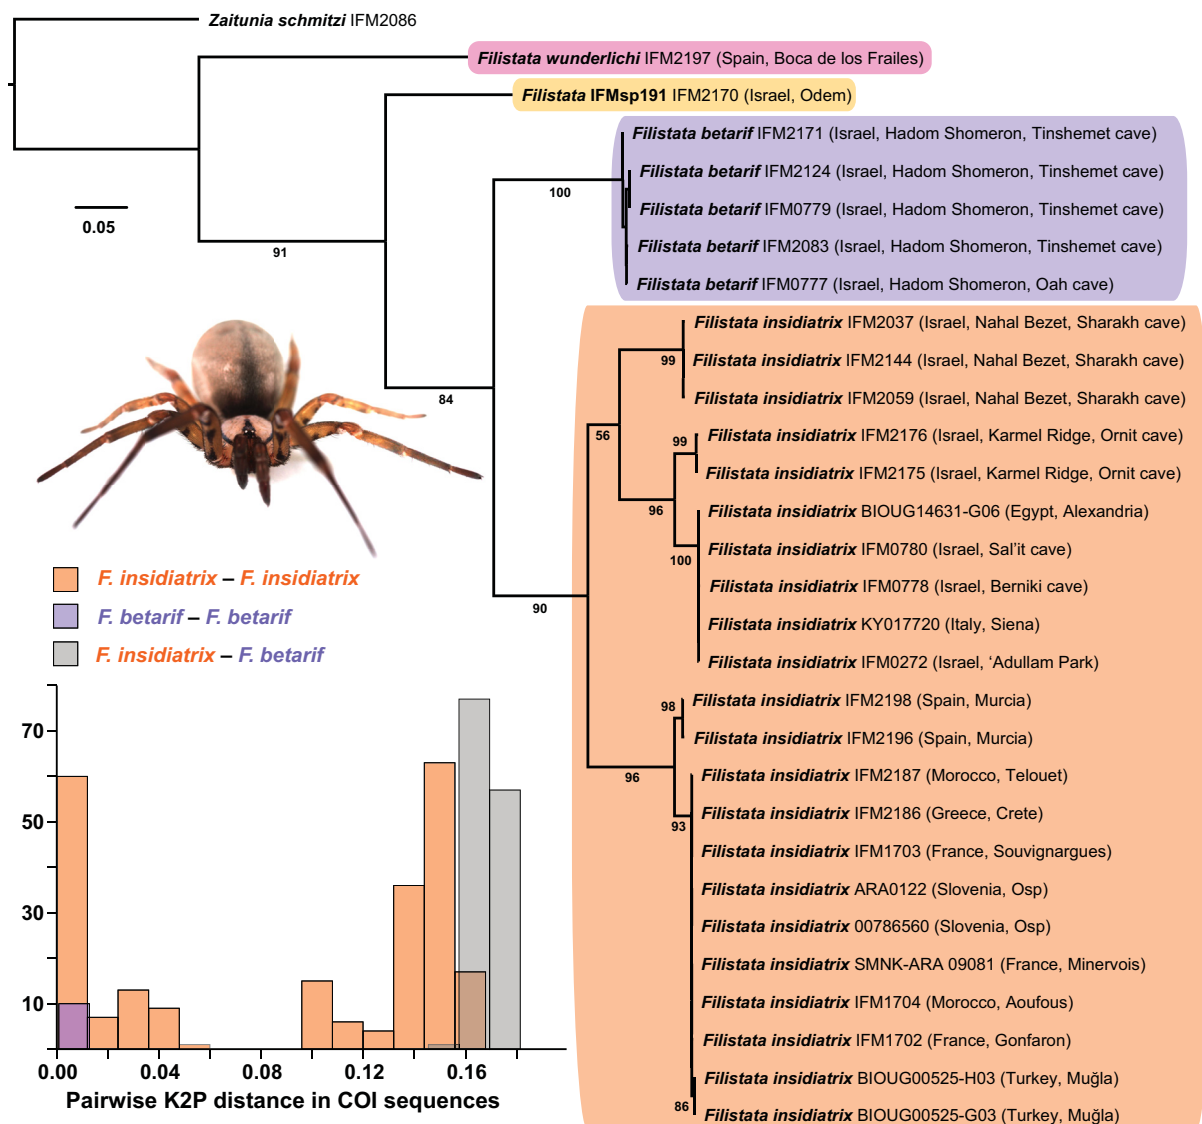 Zaitunia schmitzi IFM2086
Filistata wunderlichi IFM2197 (Spain, Boca de los Frailes)
Filistata IFMsp191 IFM2170 (Israel, Odem)
Filistata betarif IFM2171 (Israel, Hadom Shomeron, Tinshemet cave)
Filistata betarif IFM2124 (Israel, Hadom Shomeron, Tinshemet cave)
100
Filistata betarif IFM0779 (Israel, Hadom Shomeron, Tinshemet cave)
0.05
91
Filistata betarif IFM2083 (Israel, Hadom Shomeron, Tinshemet cave)
Filistata betarif IFM0777 (Israel, Hadom Shomeron, Oah cave)
Filistata insidiatrix IFM2037 (Israel, Nahal Bezet, Sharakh cave)
99
Filistata insidiatrix IFM2144 (Israel, Nahal Bezet, Sharakh cave)
84
Filistata insidiatrix IFM2059 (Israel, Nahal Bezet, Sharakh cave)
56
99
Filistata insidiatrix IFM2176 (Israel, Karmel Ridge, Ornit cave)
Filistata insidiatrix IFM2175 (Israel, Karmel Ridge, Ornit cave)
96
Filistata insidiatrix BIOUG14631-G06 (Egypt, Alexandria)
100
Filistata insidiatrix IFM0780 (Israel, Sal'it cave)
Filistata insidiatrix IFM0778 (Israel, Berniki cave)
90
Filistata insidiatrix KY017720 (Italy, Siena)
Filistata insidiatrix IFM0272 (Israel, ‘Adullam Park)
98
Filistata insidiatrix IFM2198 (Spain, Murcia)
Filistata insidiatrix IFM2196 (Spain, Murcia)
96
Filistata insidiatrix IFM2187 (Morocco, Telouet)
93
Filistata insidiatrix IFM2186 (Greece, Crete)
Filistata insidiatrix IFM1703 (France, Souvignargues)
Filistata insidiatrix ARA0122 (Slovenia, Osp)
Filistata insidiatrix 00786560 (Slovenia, Osp)
Filistata insidiatrix SMNK-ARA 09081 (France, Minervois)
Filistata insidiatrix IFM1704 (Morocco, Aoufous)
Filistata insidiatrix IFM1702 (France, Gonfaron)
Filistata insidiatrix BIOUG00525-H03 (Turkey, Muğla)
86
Filistata insidiatrix BIOUG00525-G03 (Turkey, Muğla)
F. insidiatrix – F. insidiatrix
F. betarif – F. betarif
F. insidiatrix – F. betarif
70
50
30
10
0.00 0.04 0.08 0.12 0.16
Pairwise K2P distance in COI sequences